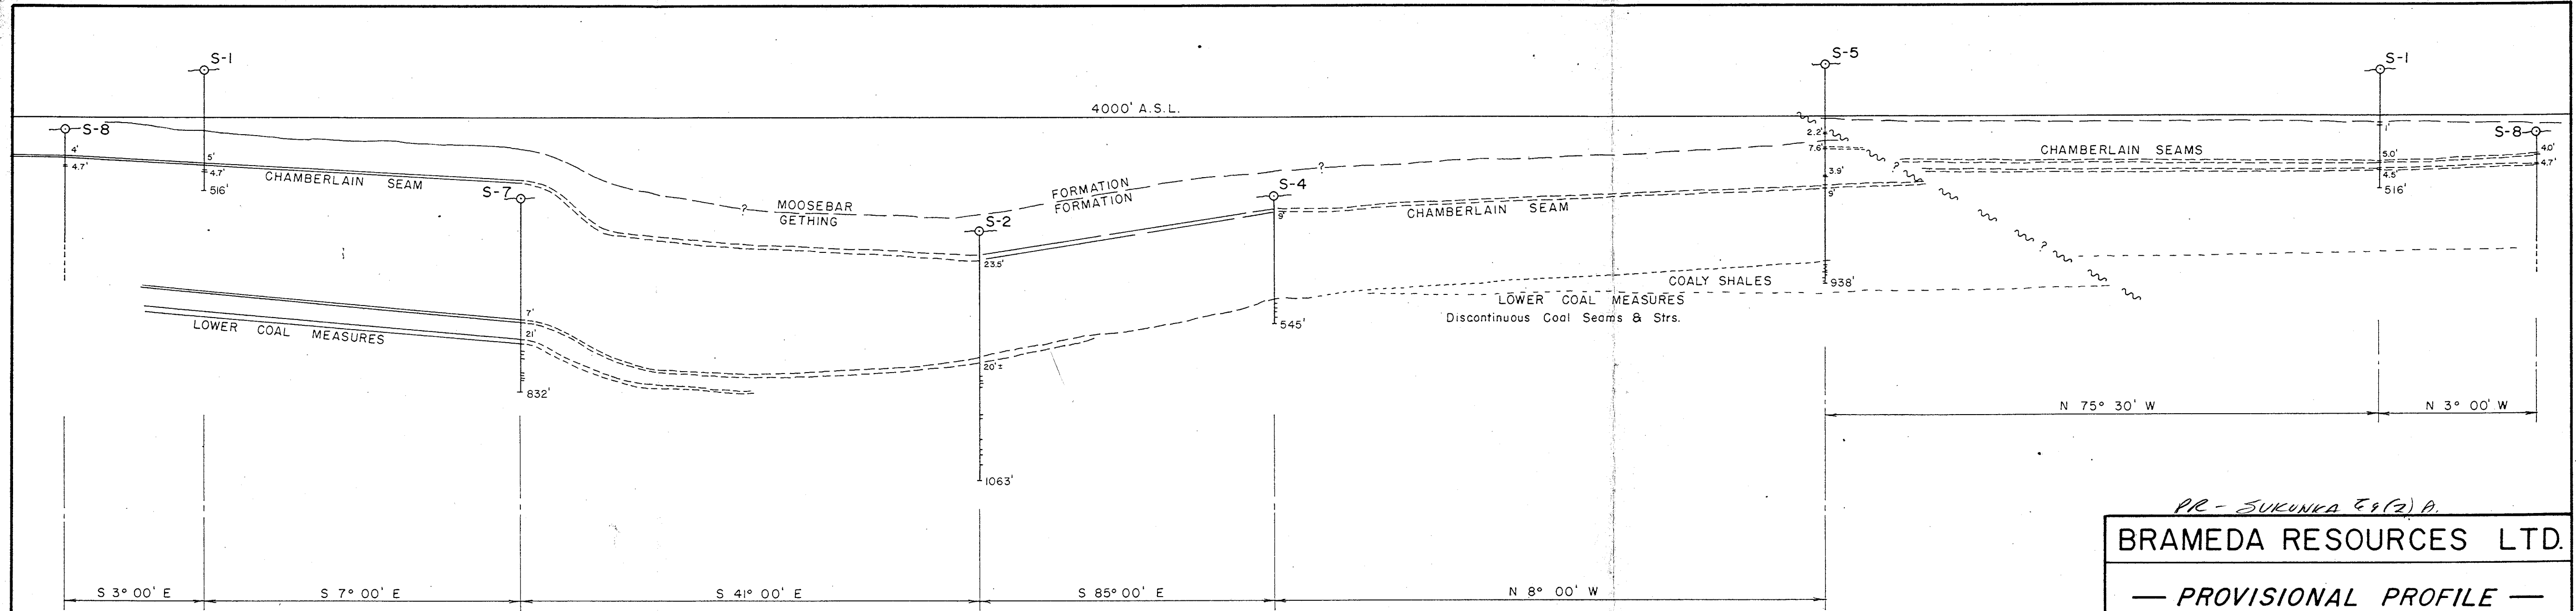 S-1
S-5
S-1
4000' A.S.L.
S-8
S-8
4'
4.7'
5'
4.7'
516'
CHAMBERLAIN SEAM
S-7
?
MOOSEBAR
GETHING
FORMATION
FORMATION
S-2
S-4
?
9'
CHAMBERLAIN SEAM
2.2'
7.6'
3.9'
9'
?
CHAMBERLAIN SEAMS
1'
5.0'
4.5'
516'
4.0'
4.7'
23.5'
?
COALY SHALES
938'
LOWER COAL MEASURES
Discontinuous Coal Seams & Strs.
545'
7'
21'
LOWER COAL MEASURES
832'
20' ±
1063'
N 75° 30' W
N 3° 00' W
PR - SUKUNKA
BRAMEDA RESOURCES LTD.
— PROVISIONAL PROFILE —
S 3° 00' E
S 7° 00' E
S 41° 00' E
S 85° 00' E
N 8° 00' W